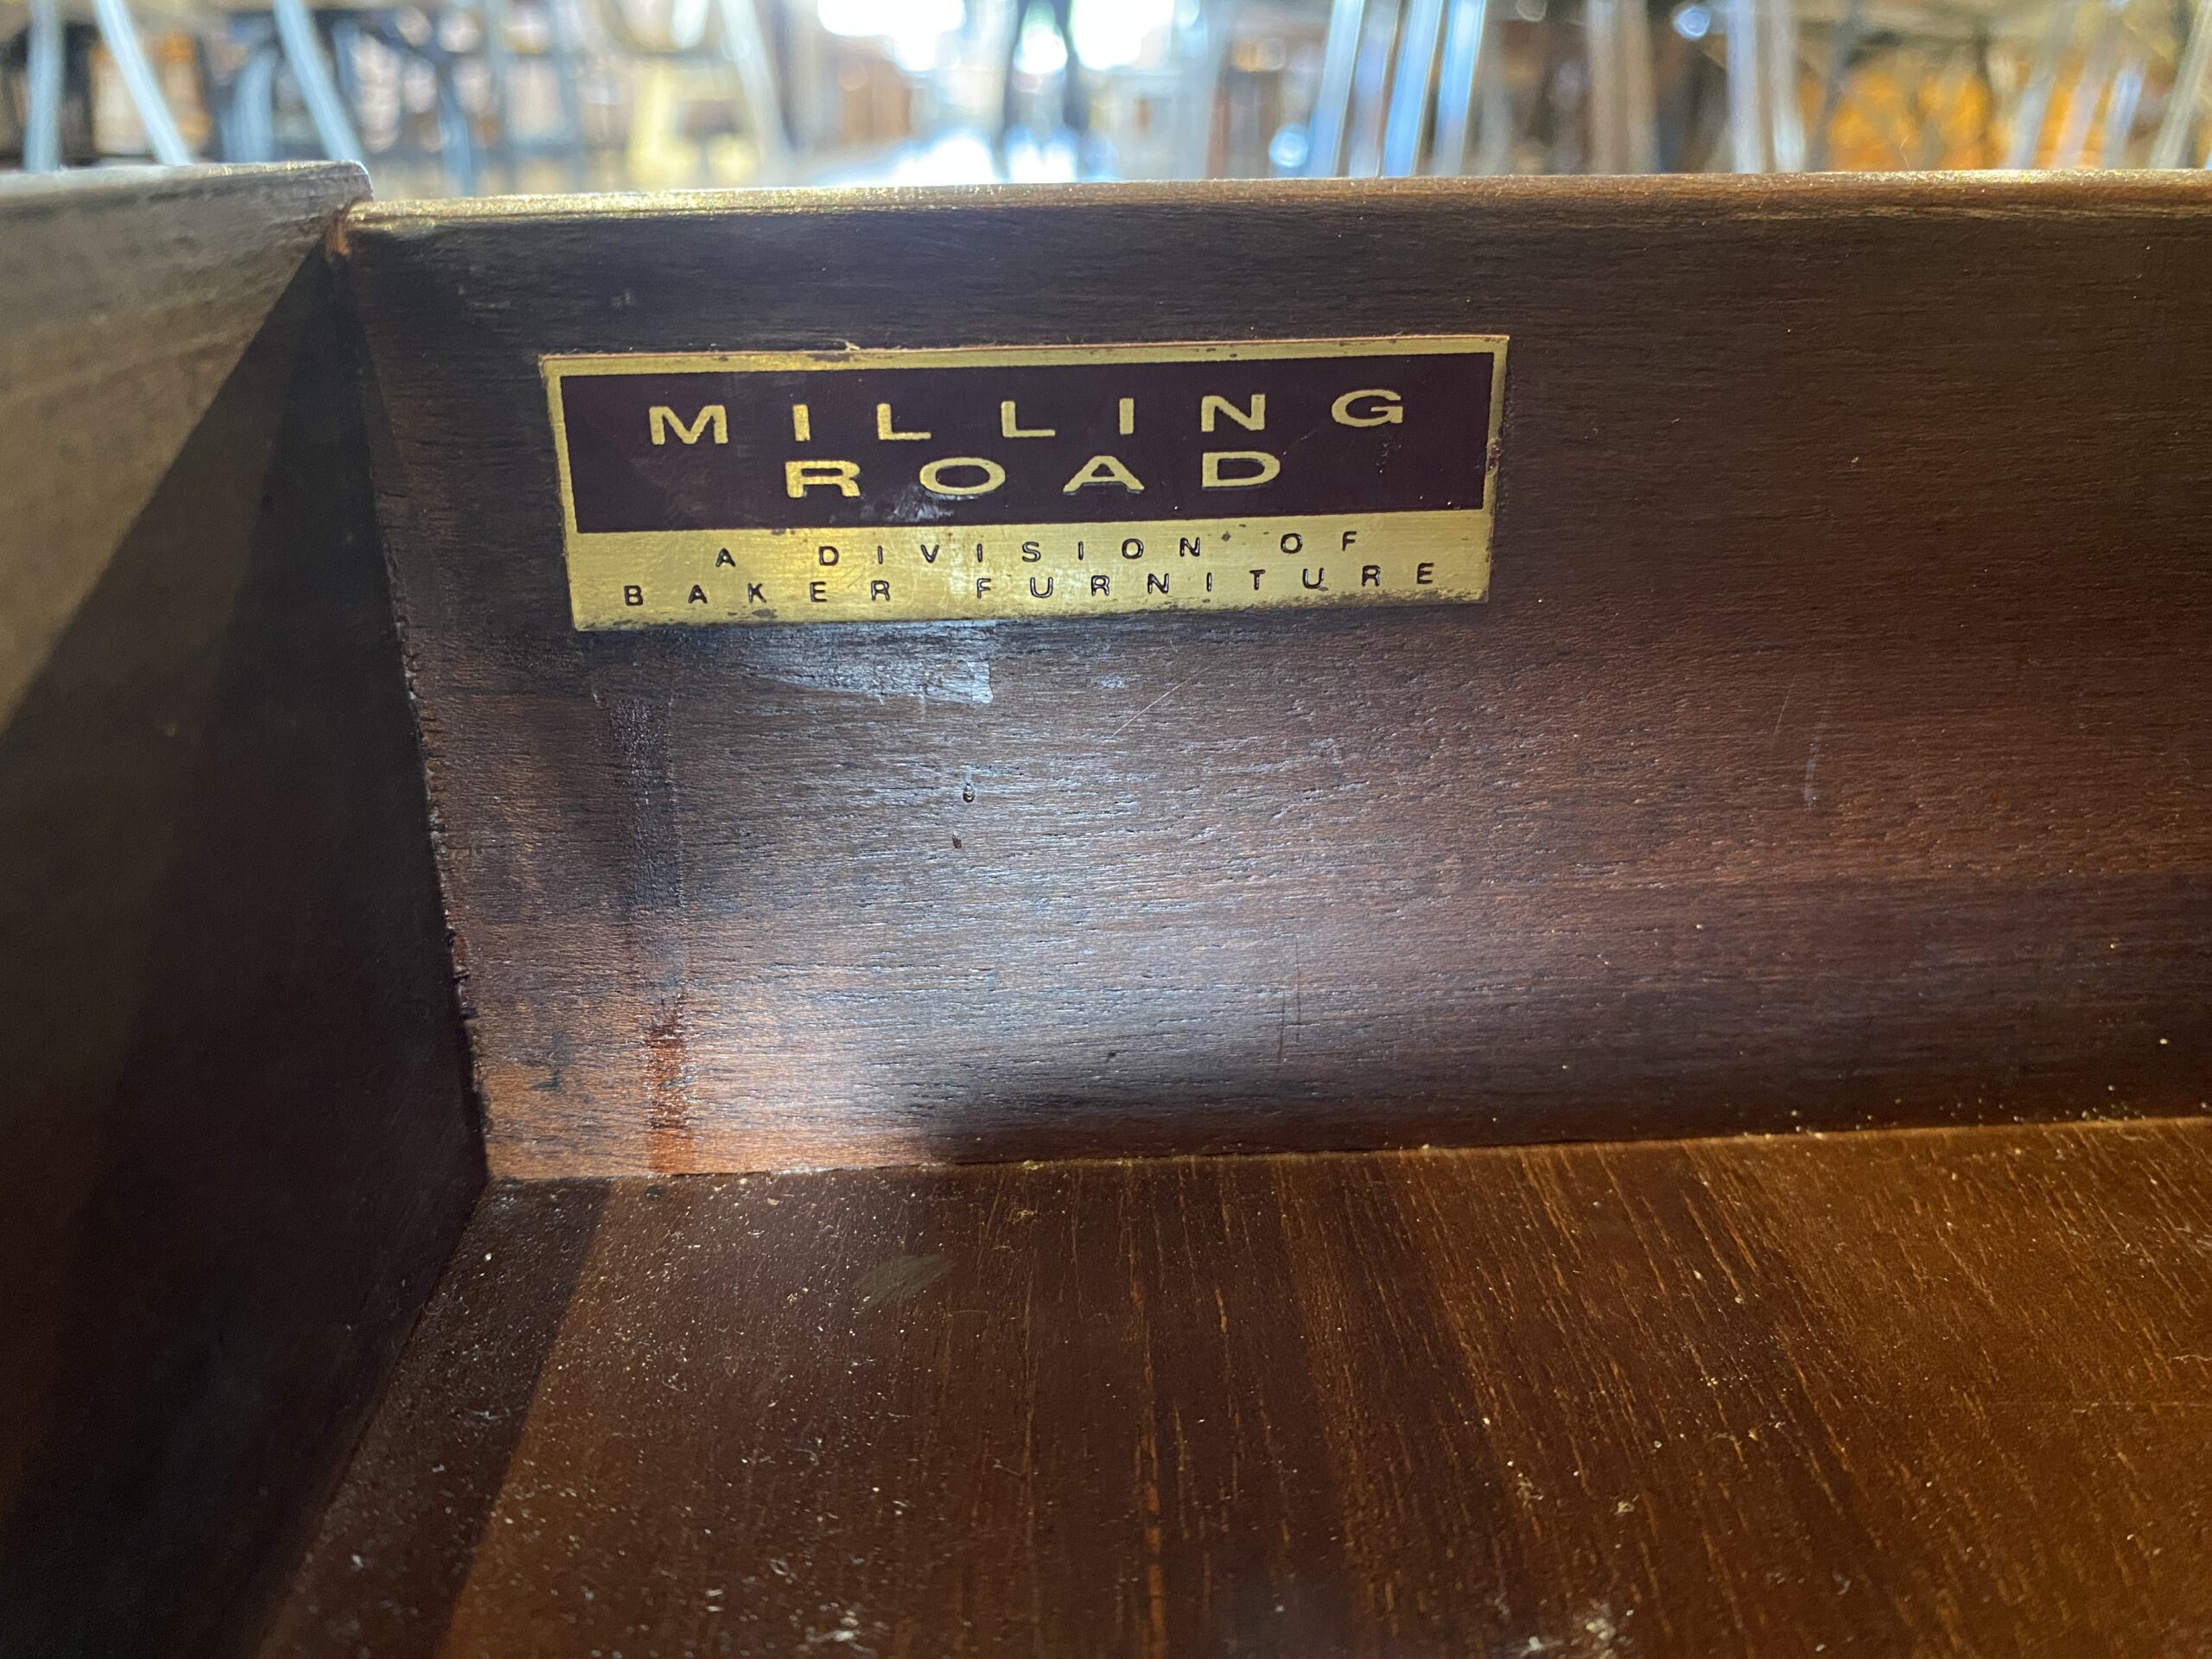 MILLING
ROAD
A DIVISION OF
BAKER FURNITURE